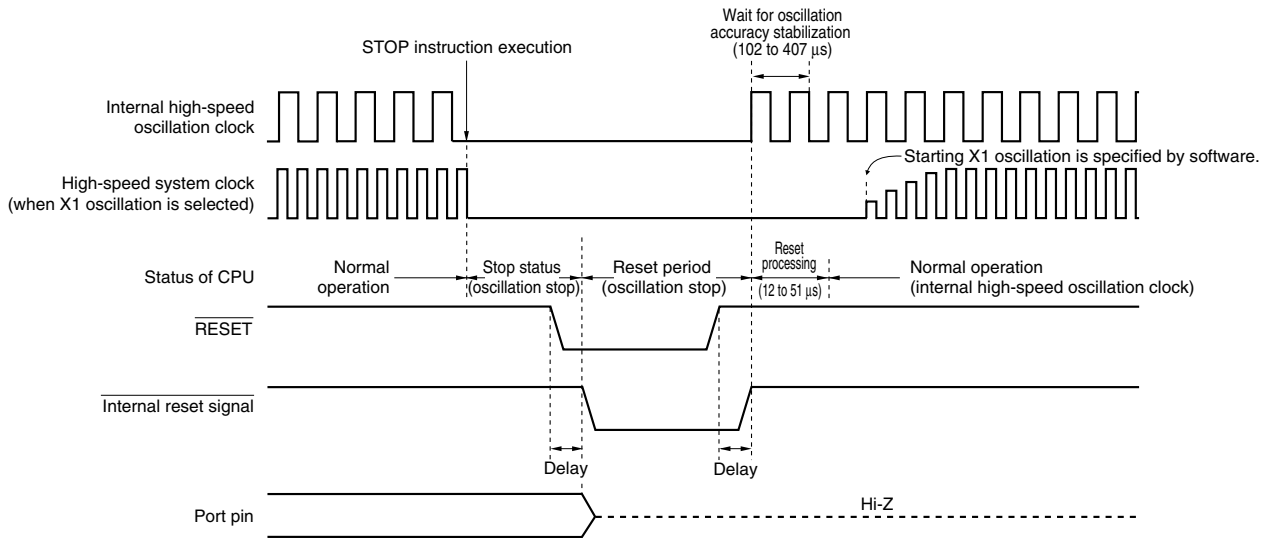 Wait for oscillation
accuracy stabilization
(102 to 407 μs)
STOP instruction execution
Internal high-speed
oscillation clock
Starting X1 oscillation is specified by software.
High-speed system clock
(when X1 oscillation is selected)
Status of CPU
Normal
operation
Stop status
(oscillation stop)
Reset period
(oscillation stop)
Reset
processing
(12 to 51 μs)
Normal operation
(internal high-speed oscillation clock)
RESET
Internal reset signal
Delay
Delay
Port pin
Hi-Z